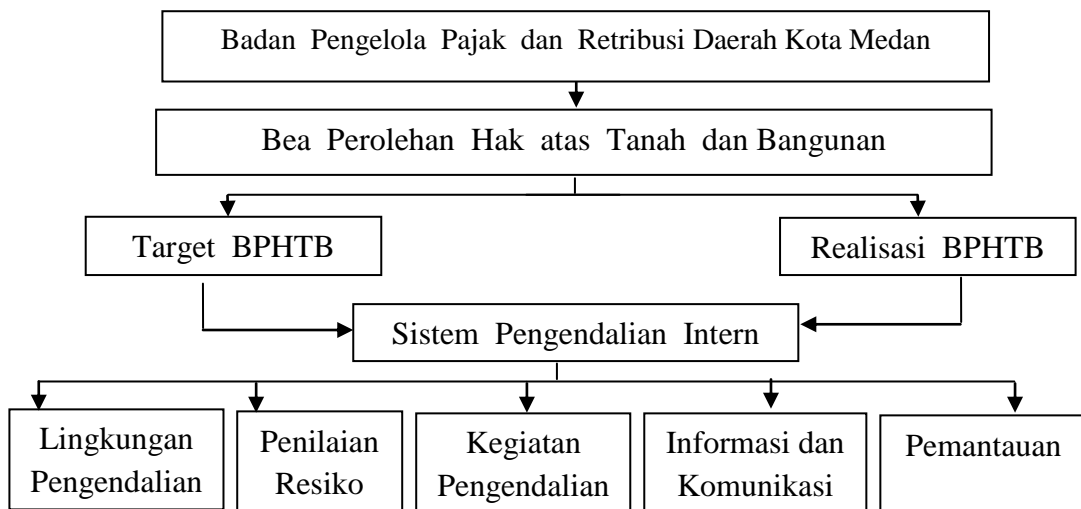 Badan Pengelola Pajak dan Retribusi Daerah Kota Medan
Bea Perolehan Hak atas Tanah dan Bangunan
Target BPHTB
Realisasi BPHTB
Sistem Pengendalian Intern
Lingkungan
Pengendalian
Penilaian
Resiko
Kegiatan
Pengendalian
Informasi dan
Komunikasi
Pemantauan